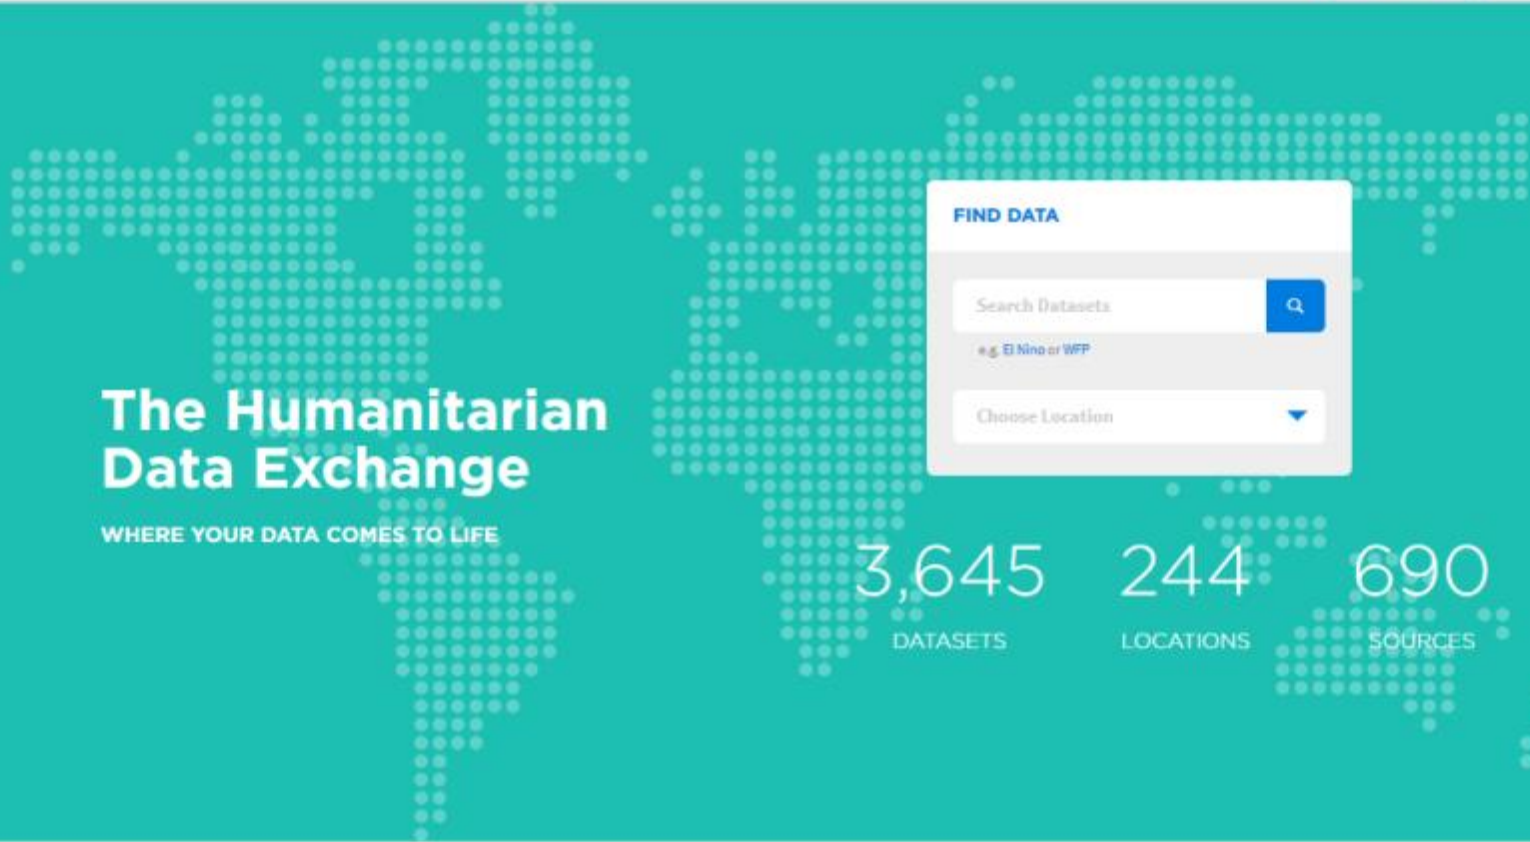 The Humanitarian
Data Exchange
WHERE YOUR DATA COMES TO LIFE
FIND DATA
Search Datasets
e.g. El Nino or WFP
Choose Location
3,645 244 690
DATASETS LOCATIONS SOURCES